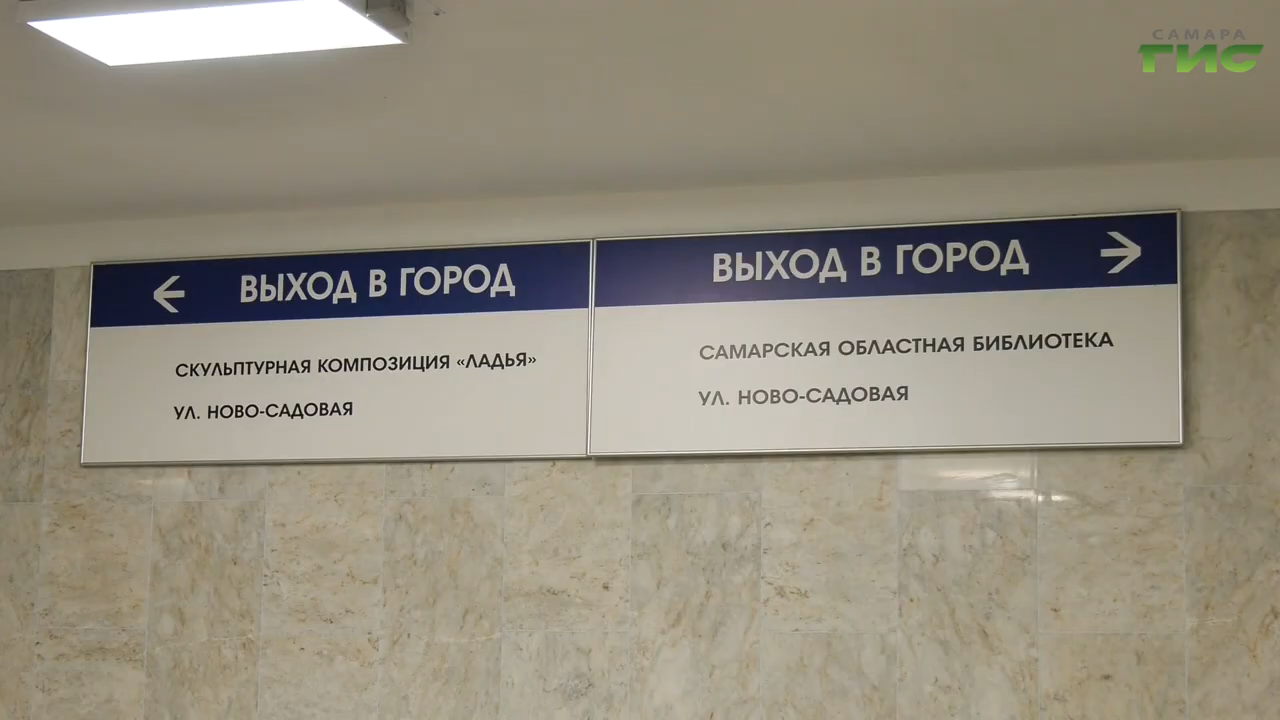 САМАРА
ГИС
ВЫХОД В ГОРОД
СКУЛЬПТУРНАЯ КОМПОЗИЦИЯ «ЛАДЬЯ»
УЛ. НОВО-САДОВАЯ
ВЫХОД В ГОРОД
САМАРСКАЯ ОБЛАСТНАЯ БИБЛИОТЕКА
УЛ. НОВО-САДОВАЯ